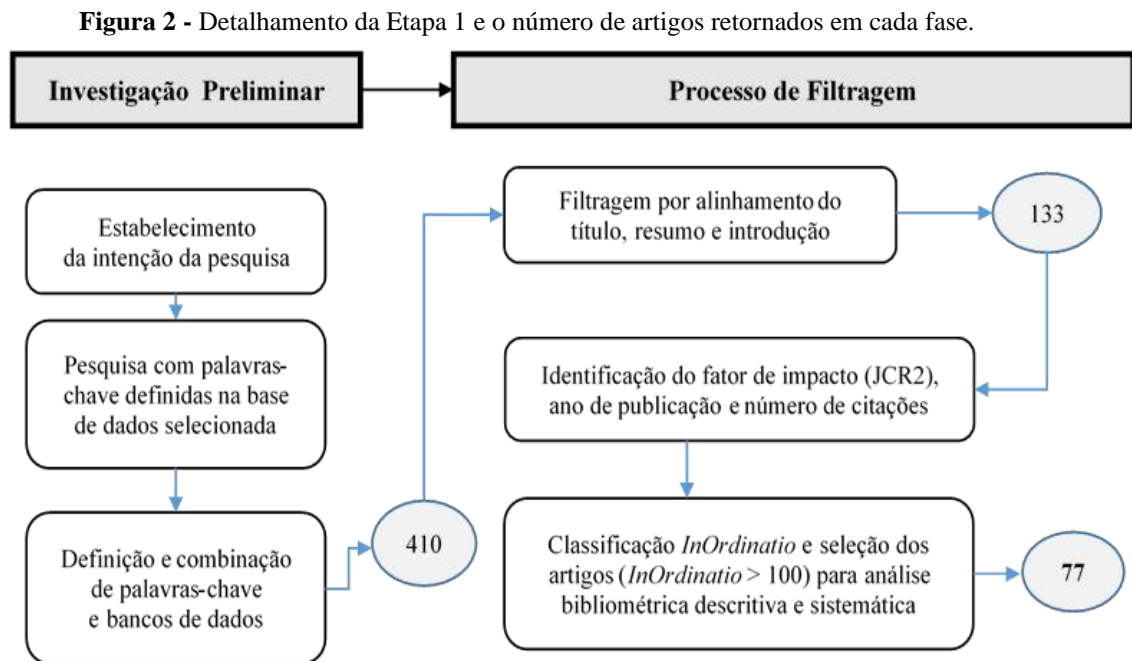 Figura 2 - Detalhamento da Etapa 1 e o número de artigos retornados em cada fase.
Investigação Preliminar
Processo de Filtragem
Estabelecimento
da intenção da pesquisa
Pesquisa com palavras-
chave definidas na base
de dados selecionada
Definição e combinação
de palavras-chave
e bancos de dados
410
Filtragem por alinhamento do
título, resumo e introdução
133
Identificação do fator de impacto (JCR2),
ano de publicação e número de citações
Classificação InOrdinatio e seleção dos
artigos (InOrdinatio > 100) para análise
bibliométrica descritiva e sistemática
77